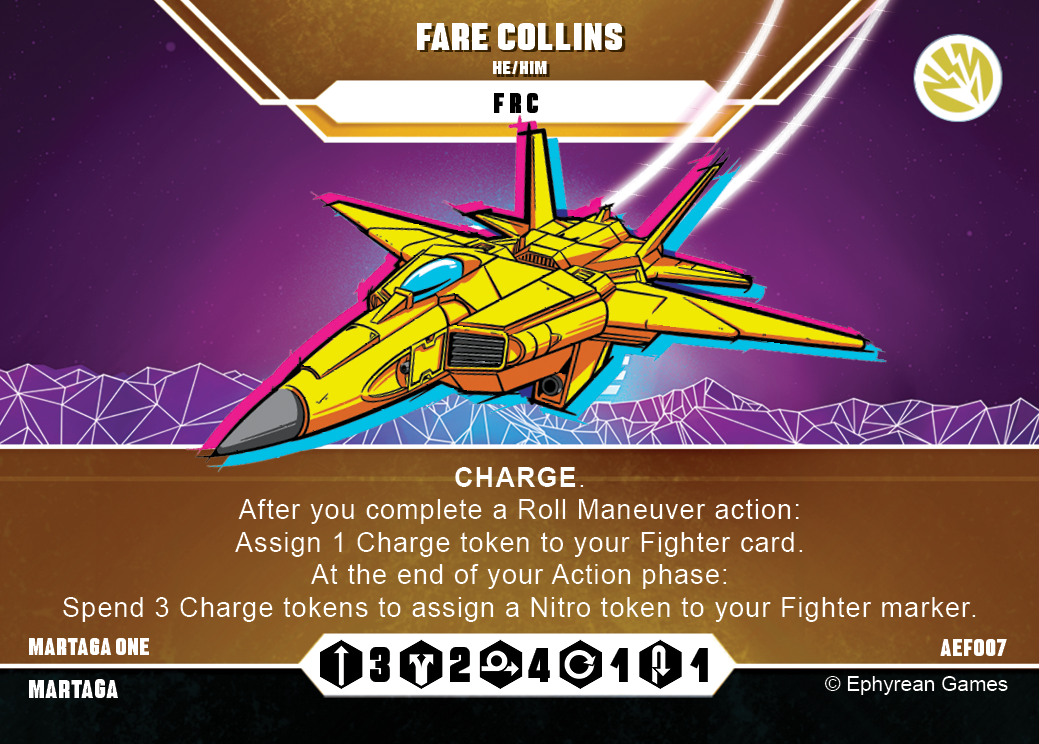 FARE COLLINS
HE/HIM
FRC
CHARGE.
After you complete a Roll Maneuver action:
Assign 1 Charge token to your Fighter card.
At the end of your Action phase:
Spend 3 Charge tokens to assign a Nitro token to your Fighter marker.
MARTAGA ONE
AEF007
3 2 4 1 1
MARTAGA
© Ephyrean Games